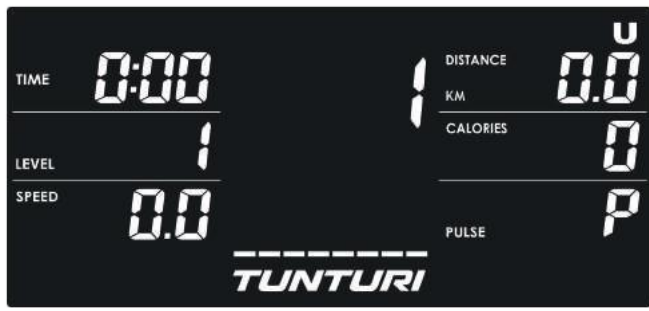 U
TIME 0:00
1
DISTANCE 0.0
KM
LEVEL 1
CALORIES 0
SPEED 0.0
PULSE P
TUNTURI